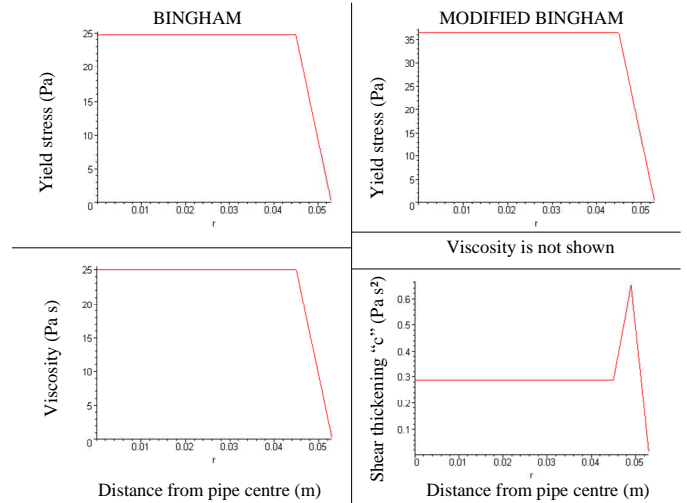 BINGHAM
Yield stress (Pa)
25
20
15
10
5
0
0.01 0.02 0.03 0.04 0.05
r
MODIFIED BINGHAM
Yield stress (Pa)
35
30
25
20
15
10
5
0
0.01 0.02 0.03 0.04 0.05
r
Viscosity is not shown
Viscosity (Pa s)
25
20
15
10
5
0
0.01 0.02 0.03 0.04 0.05
r
Distance from pipe centre (m)
Shear thickening “c” (Pa s²)
0.6
0.5
0.4
0.3
0.2
0.1
0
0.01 0.02 0.03 0.04 0.05
r
Distance from pipe centre (m)